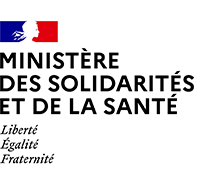 MINISTÈRE
DES SOLIDARITÉS
ET DE LA SANTÉ
Liberté
Égalité
Fraternité